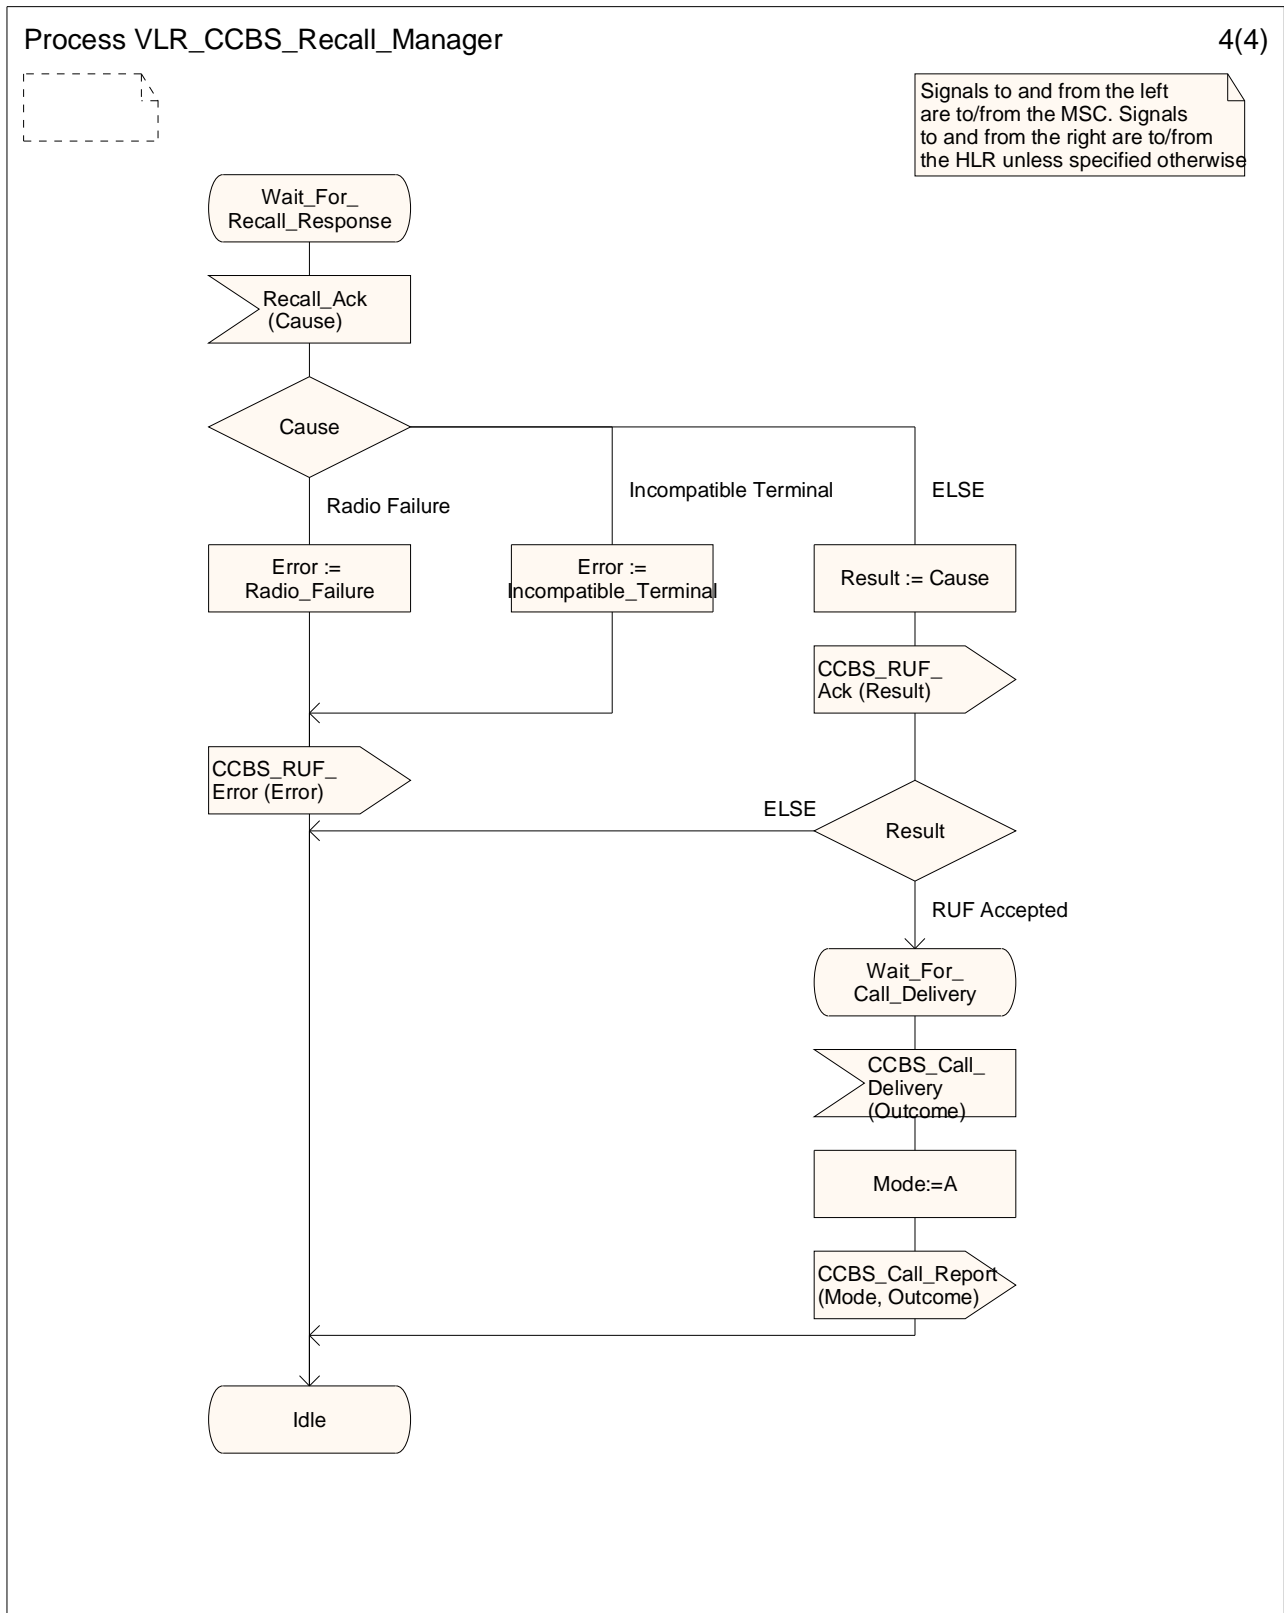 Process VLR_CCBS_Recall_Manager
4(4)
Signals to and from the left
are to/from the MSC. Signals
to and from the right are to/from
the HLR unless specified otherwise
Wait_For_
Recall_Response
Recall_Ack
(Cause)
Cause
Radio Failure
Incompatible Terminal
ELSE
Error :=
Radio_Failure
Error :=
Incompatible_Terminal
Result := Cause
CCBS_RUF_
Ack (Result)
CCBS_RUF_
Error (Error)
ELSE
Result
RUF Accepted
Wait_For_
Call_Delivery
CCBS_Call_
Delivery
(Outcome)
Mode:=A
CCBS_Call_Report
(Mode, Outcome)
Idle